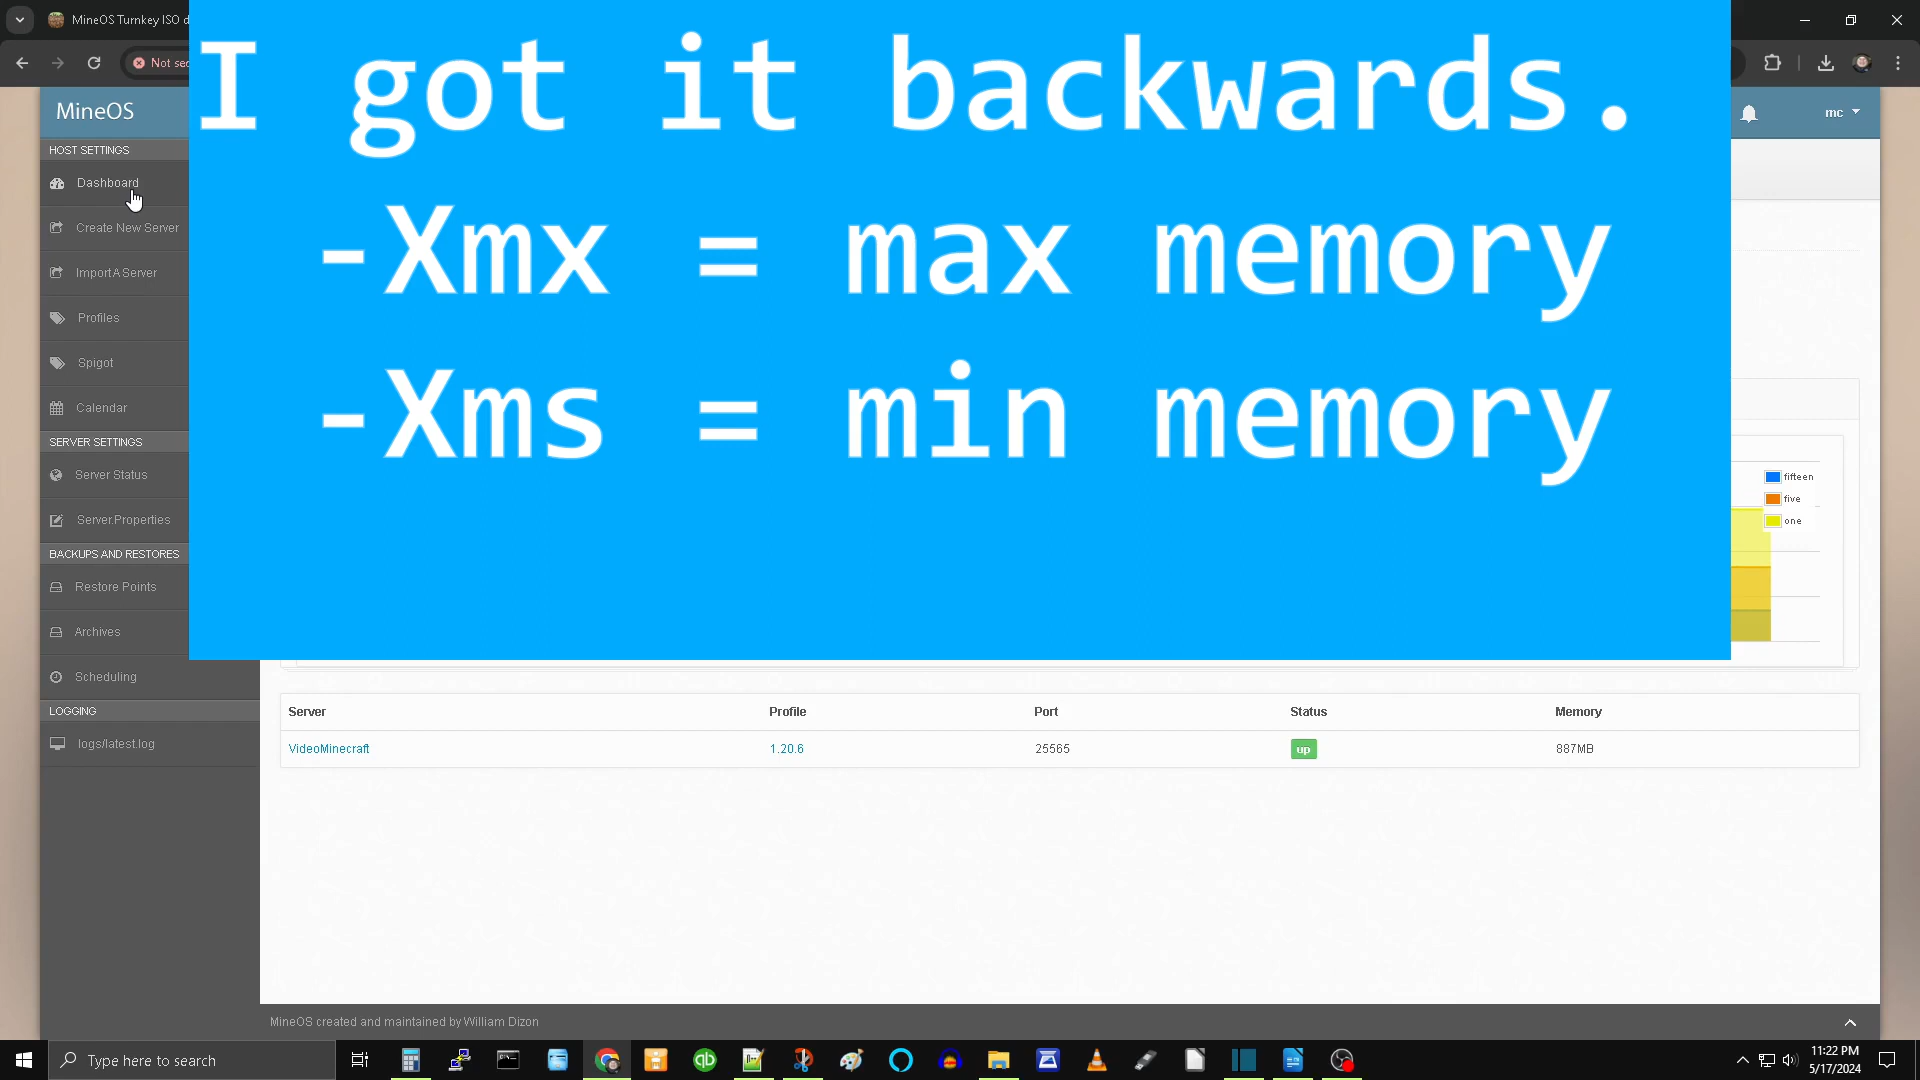 MineOS Turnkey ISO d
Not sec
I got it backwards.
-Xmx = max memory
-Xms = min memory
MineOS
mc
HOST SETTINGS
Dashboard
Create New Server
Import A Server
Profiles
Spigot
Calendar
SERVER SETTINGS
Server Status
Server.Properties
BACKUPS AND RESTORES
Restore Points
Archives
Scheduling
LOGGING
logs/latest.log
fifteen
five
one
Server Profile Port Status Memory
VideoMinecraft 1.20.6 25565 up 887MB
MineOS created and maintained by William Dizon
Type here to search
qb
11:22 PM
5/17/2024